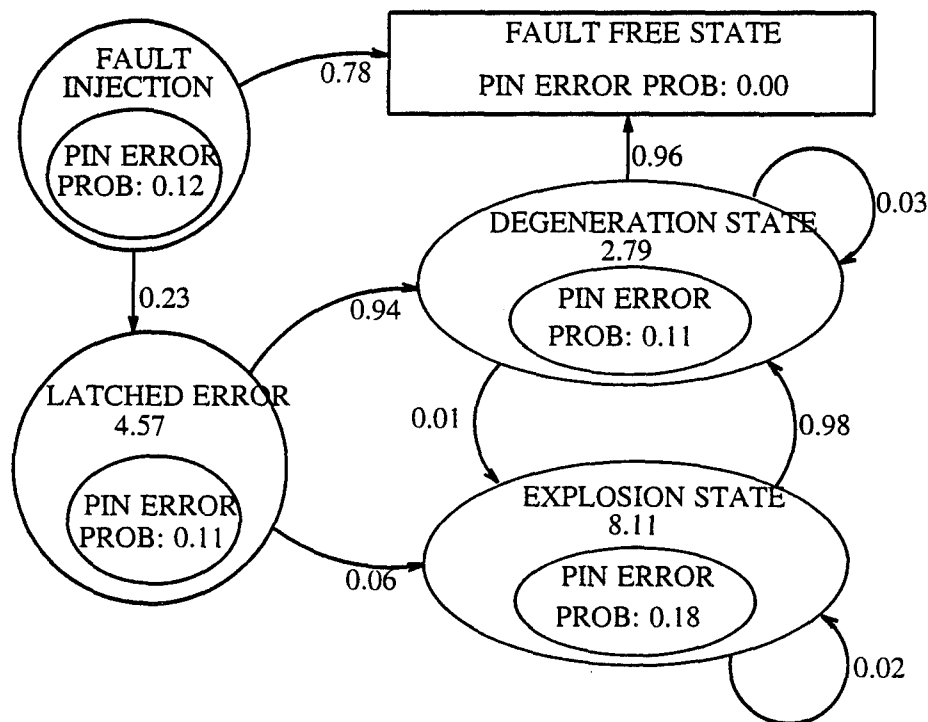 FAULT
INJECTION
PIN ERROR
PROB: 0.12
0.78
FAULT FREE STATE
PIN ERROR PROB: 0.00
0.96
0.03
DEGENERATION STATE
2.79
PIN ERROR
PROB: 0.11
0.23
0.94
LATCHED ERROR
4.57
PIN ERROR
PROB: 0.11
0.01
0.98
0.06
EXPLOSION STATE
8.11
PIN ERROR
PROB: 0.18
0.02